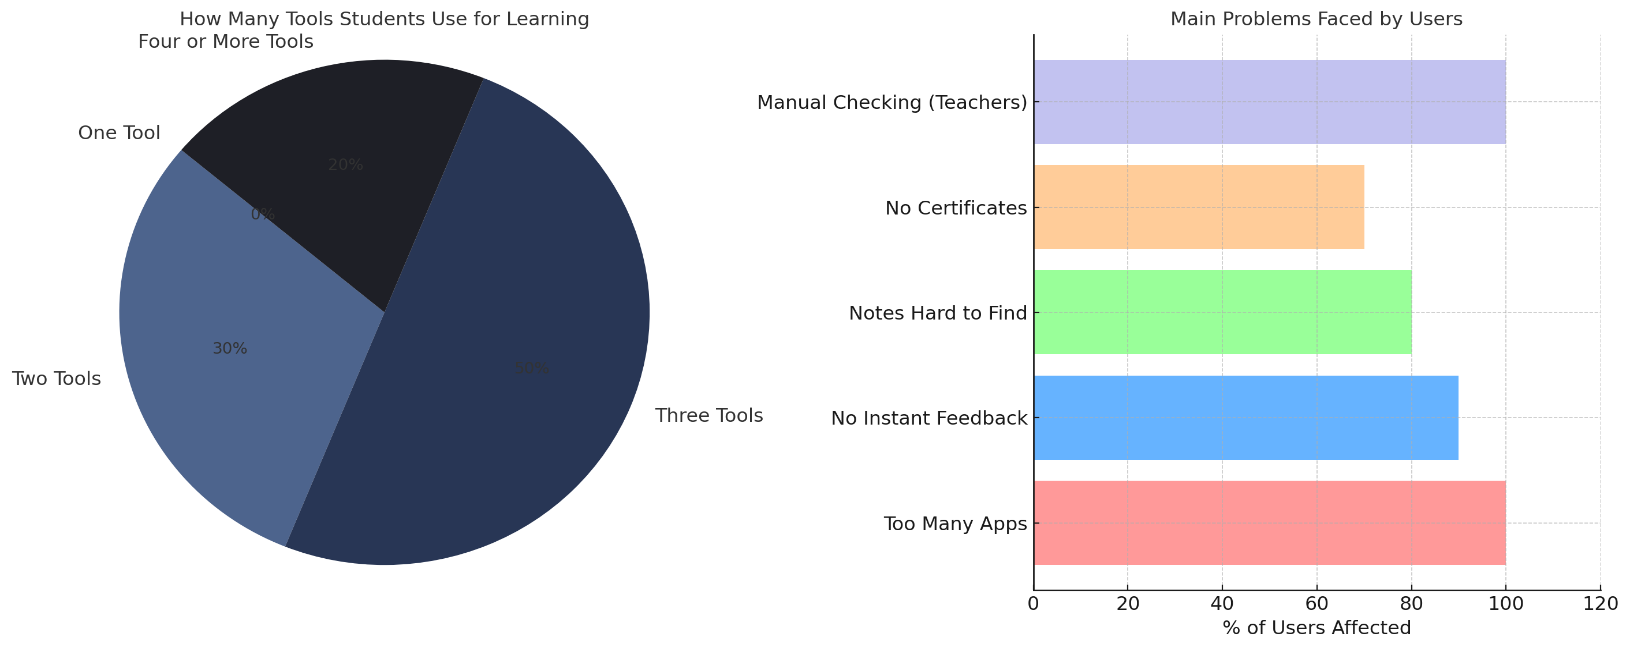 How Many Tools Students Use for Learning
Four or More Tools
One Tool
20%
0%
30%
50%
Two Tools
Three Tools
Main Problems Faced by Users
Manual Checking (Teachers)
No Certificates
Notes Hard to Find
No Instant Feedback
Too Many Apps
0 20 40 60 80 100 120
% of Users Affected